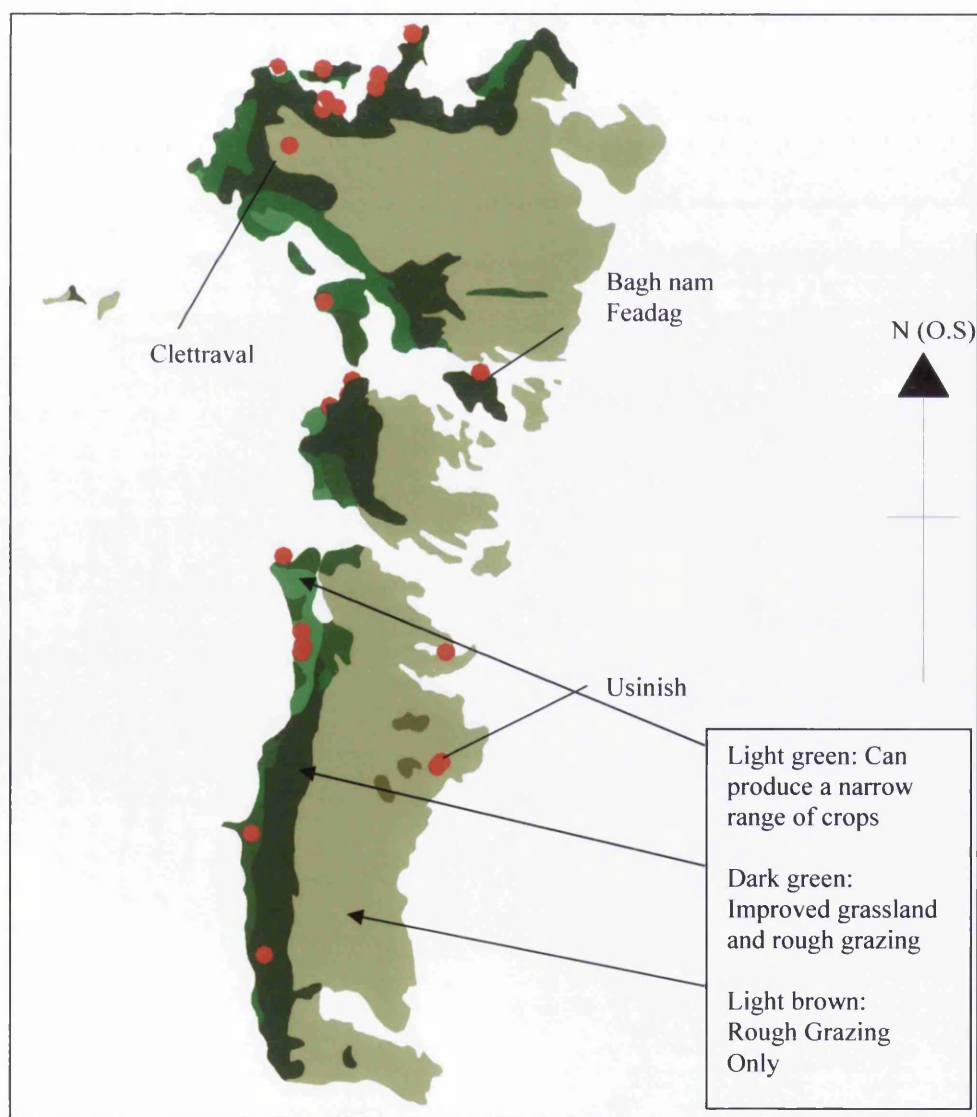 Bagh nam
Feadag
N (O.S)
Clettraval
Usinish
Light green: Can
produce a narrow
range of crops
Dark green:
Improved grassland
and rough grazing
Light brown:
Rough Grazing
Only